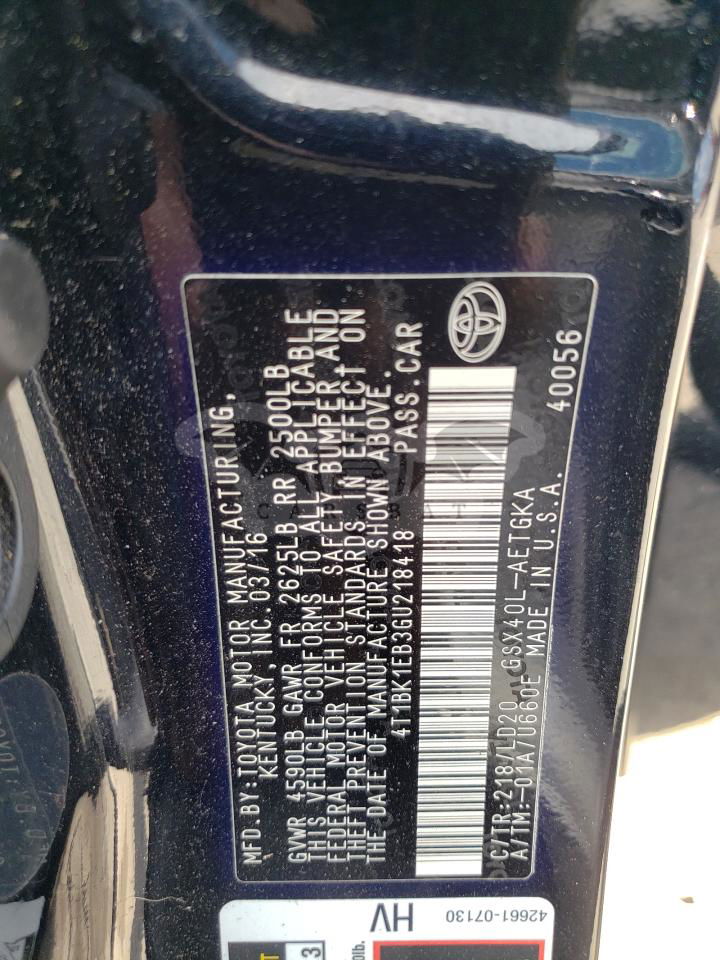 MFD.BY:TOYOTA MOTOR MANUFACTURING,
KENTUCKY, INC. 03/16
GVWR 4590LB GAWR FR 2625LB RR 2500LB
THIS VEHICLE CONFORMS TO ALL APPLICABLE
FEDERAL MOTOR VEHICLE SAFETY BUMPER, AND
THEFT PREVENTION STANDARDS IN EFFECT ON
THE DATE OF MANUFACTURE SHOWN ABOVE.
4T1BK1EB3GU218418 PASS.CAR
C/TR:218/LD20 GSX40L-AETGKA
A/TM:-01A/U660E MADE IN U.S.A. 40056
HV
42661-07130